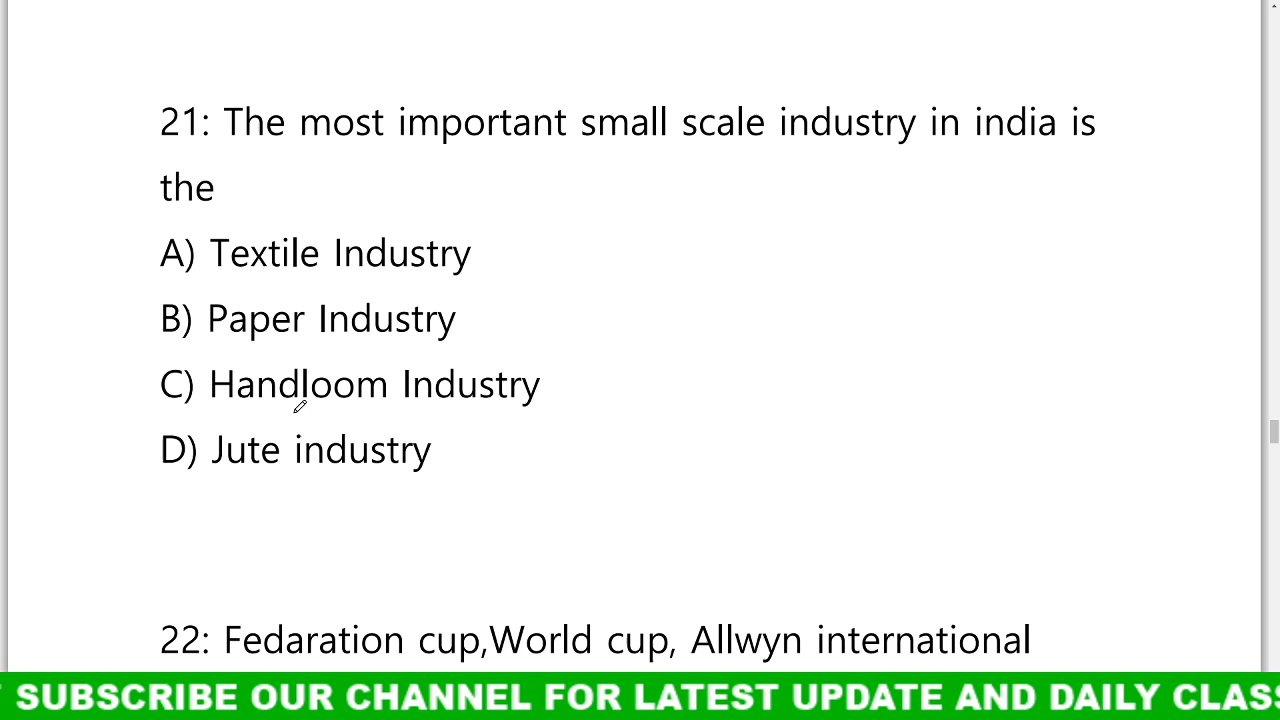 21: The most important small scale industry in india is
the
A) Textile Industry
B) Paper Industry
C) Handloom Industry
D) Jute industry
22: Fedaration cup,World cup, Allwyn international
SUBSCRIBE OUR CHANNEL FOR LATEST UPDATE AND DAILY CLAS